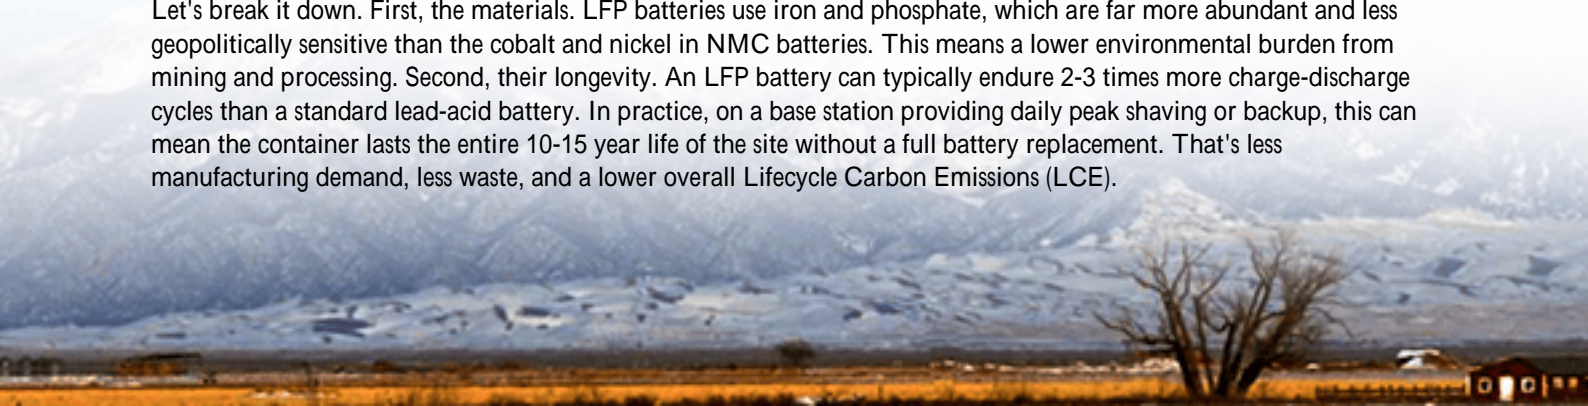 Let's break it down. First, the materials. LFP batteries use iron and phosphate, which are far more abundant and less
geopolitically sensitive than the cobalt and nickel in NMC batteries. This means a lower environmental burden from
mining and processing. Second, their longevity. An LFP battery can typically endure 2-3 times more charge-discharge
cycles than a standard lead-acid battery. In practice, on a base station providing daily peak shaving or backup, this can
mean the container lasts the entire 10-15 year life of the site without a full battery replacement. That's less
manufacturing demand, less waste, and a lower overall Lifecycle Carbon Emissions (LCE).